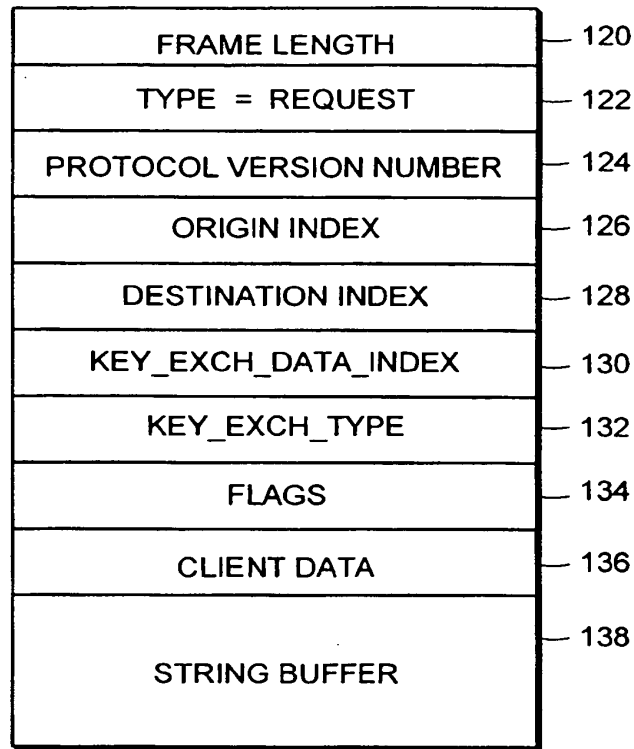 FRAME LENGTH 120
TYPE = REQUEST 122
PROTOCOL VERSION NUMBER 124
ORIGIN INDEX 126
DESTINATION INDEX 128
KEY_EXCH_DATA_INDEX 130
KEY_EXCH_TYPE 132
FLAGS 134
CLIENT DATA 136
STRING BUFFER 138